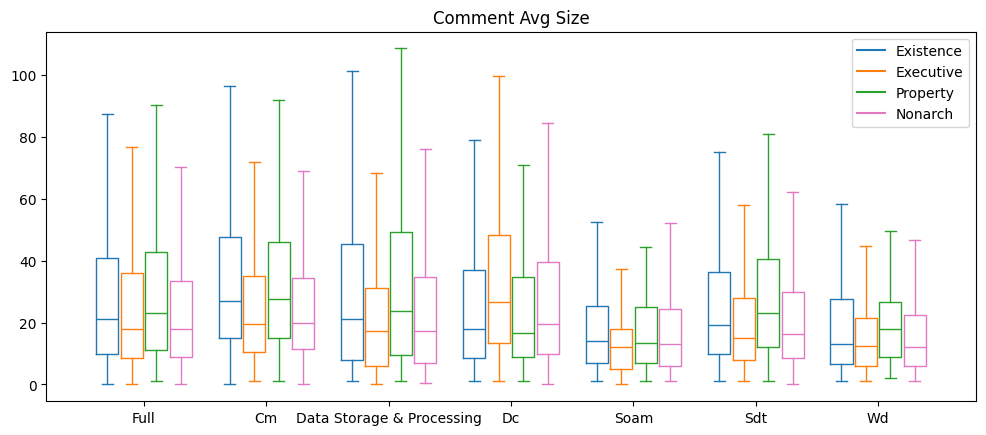 Comment Avg Size
Existence
Executive
Property
Nonarch
100
80
60
40
20
0
Full Cm Data Storage & Processing Dc Soam Sdt Wd